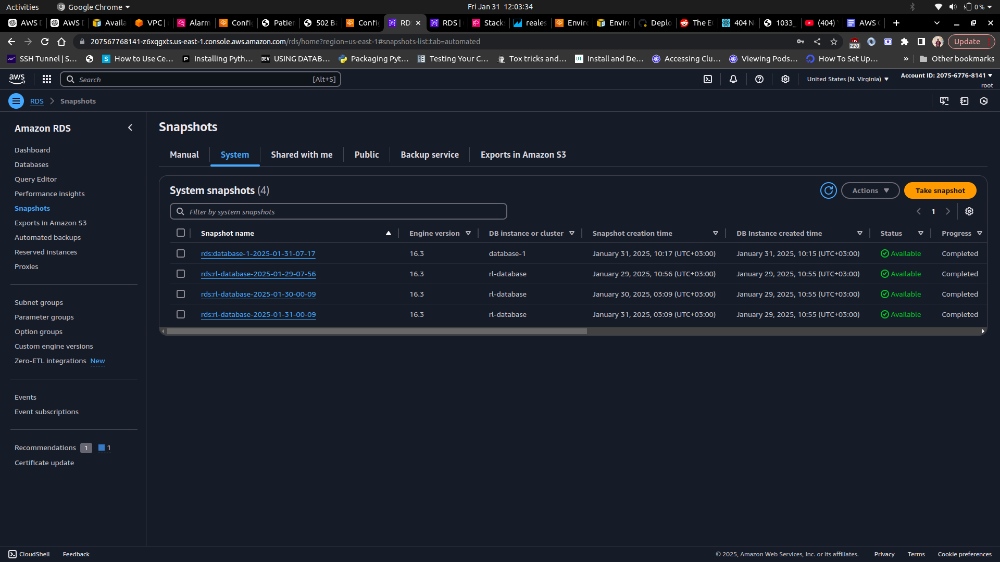 Activities Google Chrome Fri Jan 31 12:03:34 0 %
AWS D AWS D Availa VPC | Alarm Config Patien 502 Ba Config RD RDS | Stack reales Enviro Enviro Deplo The E 404 N 1033_ (404) AWS
207567768141-z6xqgxts.us-east-1.console.aws.amazon.com/rds/home?region=us-east-1#snapshots-list:tab=automated 220 Update
SSH Tunnel | S... How to Use Ce... Installing Pyth... USING DATAB... Packaging Pyt... Testing Your C... Tox tricks and... Install and De... Accessing Clu... Viewing Pods... How To Set Up... » Other bookmarks
aws Search [Alt+S] United States (N. Virginia) Account ID: 2075-6776-8141
root
RDS Snapshots
Amazon RDS
Dashboard
Databases
Query Editor
Performance insights
Snapshots
Exports in Amazon S3
Automated backups
Reserved instances
Proxies
Subnet groups
Parameter groups
Option groups
Custom engine versions
Zero-ETL integrations New
Events
Event subscriptions
Recommendations 1 1
Certificate update
Snapshots
Manual System Shared with me Public Backup service Exports in Amazon S3
System snapshots (4) Actions Take snapshot
Filter by system snapshots 1
Snapshot name Engine version DB instance or cluster Snapshot creation time DB Instance created time Status Progress
rds:database-1-2025-01-31-07-17 16.3 database-1 January 31, 2025, 10:17 (UTC+03:00) January 31, 2025, 10:15 (UTC+03:00) Available Completed
rds:rl-database-2025-01-29-07-56 16.3 rl-database January 29, 2025, 10:56 (UTC+03:00) January 29, 2025, 10:55 (UTC+03:00) Available Completed
rds:rl-database-2025-01-30-00-09 16.3 rl-database January 30, 2025, 03:09 (UTC+03:00) January 29, 2025, 10:55 (UTC+03:00) Available Completed
rds:rl-database-2025-01-31-00-09 16.3 rl-database January 31, 2025, 03:09 (UTC+03:00) January 29, 2025, 10:55 (UTC+03:00) Available Completed
CloudShell Feedback © 2025, Amazon Web Services, Inc. or its affiliates. Privacy Terms Cookie preferences